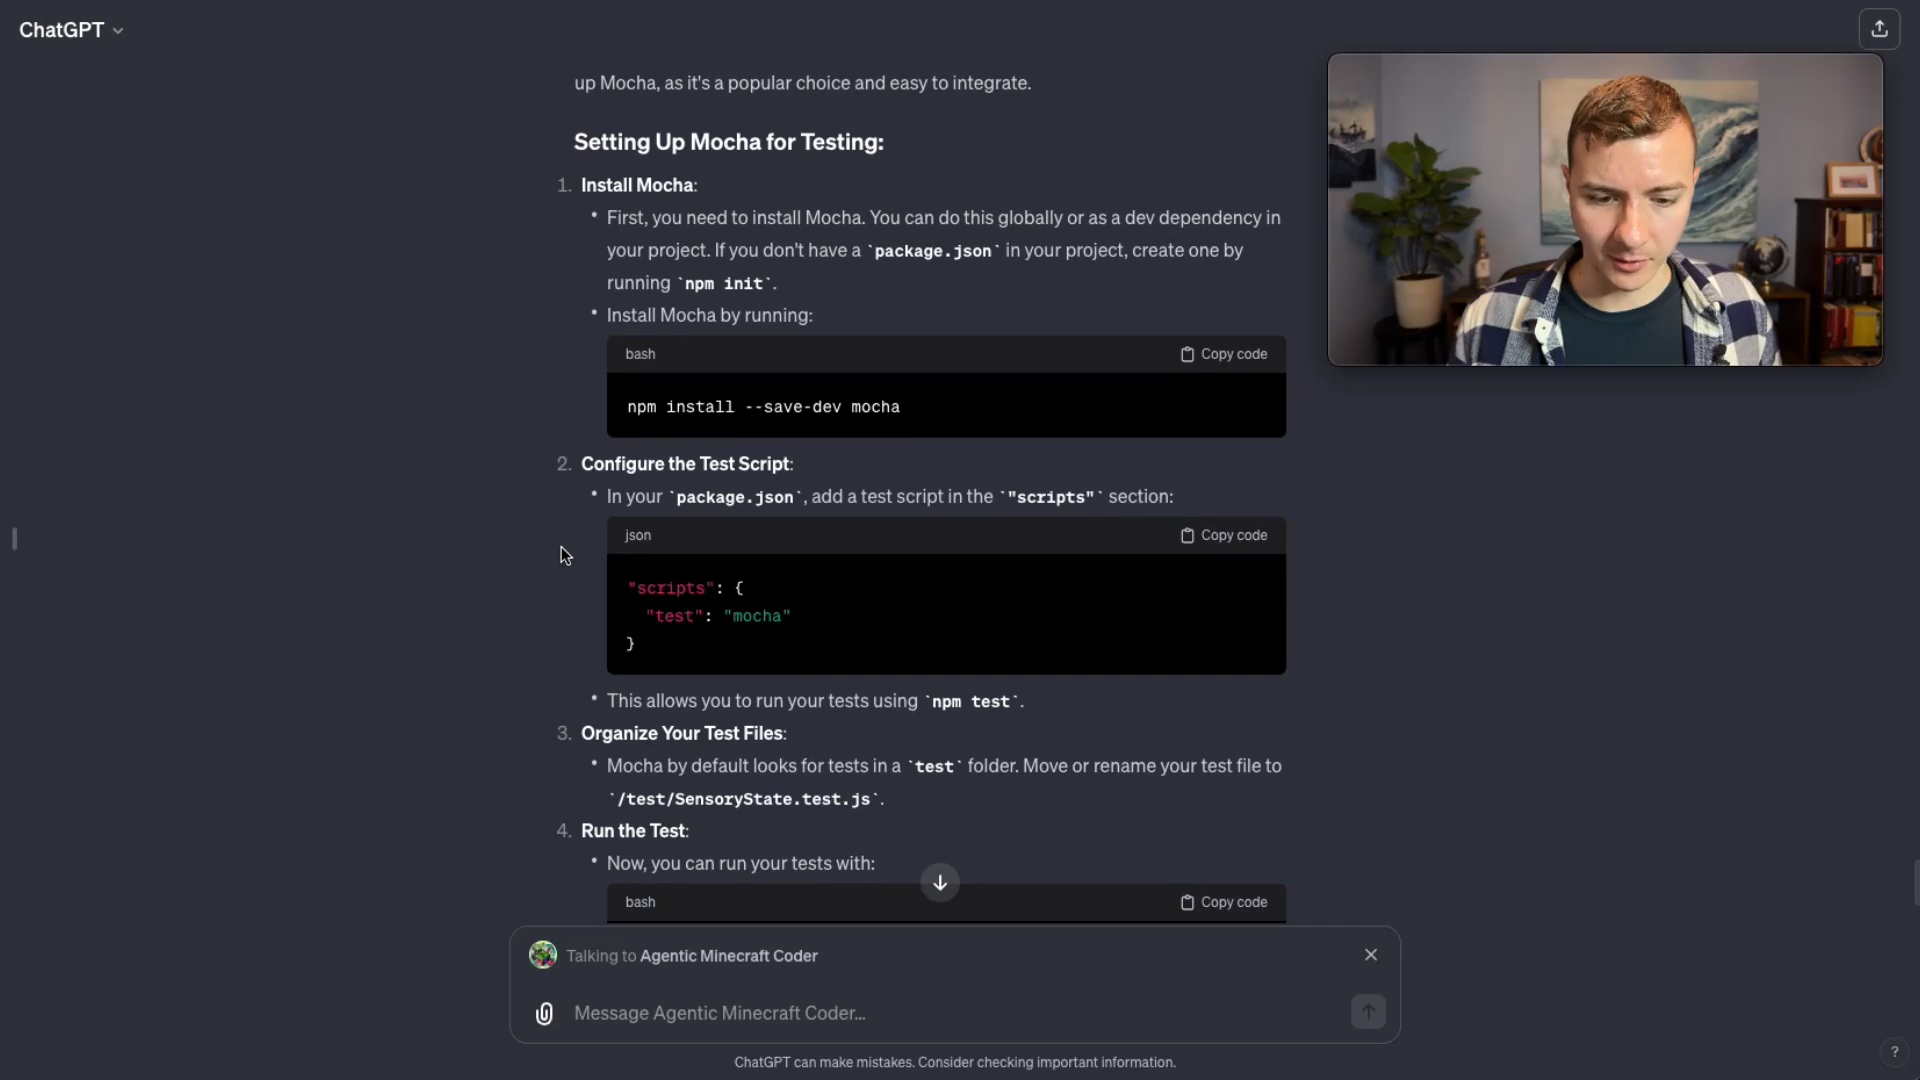 ChatGPT
up Mocha, as it's a popular choice and easy to integrate.
Setting Up Mocha for Testing:
1. Install Mocha:
• First, you need to install Mocha. You can do this globally or as a dev dependency in
your project. If you don't have a `package.json` in your project, create one by
running `npm init`.
• Install Mocha by running:
bash
Copy code
npm install --save-dev mocha
2. Configure the Test Script:
• In your `package.json`, add a test script in the `"scripts"` section:
json
Copy code
"scripts": {
"test": "mocha"
}
• This allows you to run your tests using `npm test`.
3. Organize Your Test Files:
• Mocha by default looks for tests in a `test` folder. Move or rename your test file to
`/test/SensoryState.test.js`.
4. Run the Test:
• Now, you can run your tests with:
bash
Copy code
Talking to Agentic Minecraft Coder
Message Agentic Minecraft Coder...
ChatGPT can make mistakes. Consider checking important information.
?